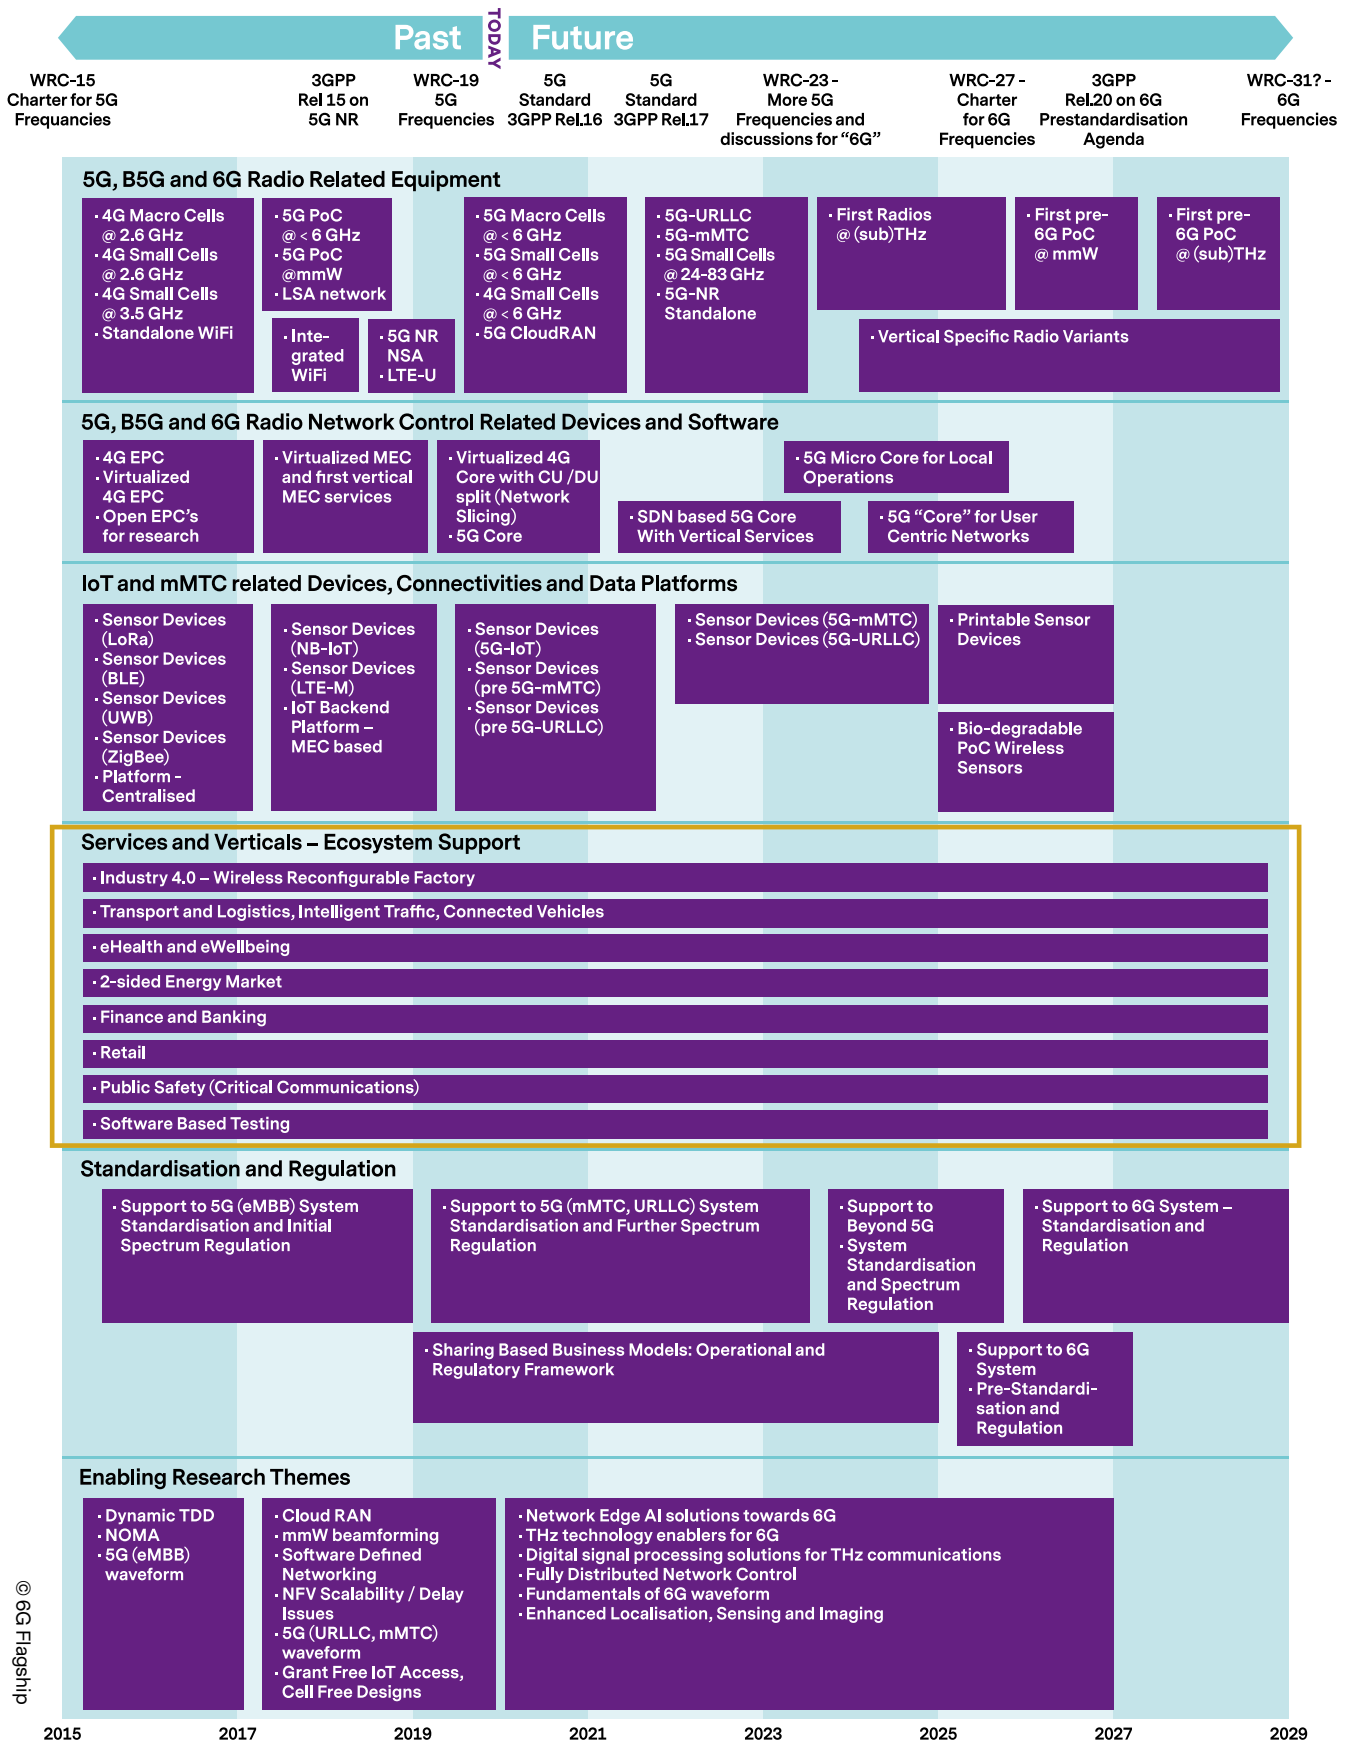 Past
TODAY
Future
WRC-15
Charter for 5G
Frequancies
3GPP
Rel 15 on
5G NR
WRC-19
5G
Frequencies
5G
Standard
3GPP Rel.16
5G
Standard
3GPP Rel.17
WRC-23 -
More 5G
Frequencies and
discussions for “6G”
WRC-27 -
Charter
for 6G
Frequencies
3GPP
Rel.20 on 6G
Prestandardisation
Agenda
WRC-31? -
6G
Frequencies
5G, B5G and 6G Radio Related Equipment
· 4G Macro Cells
@ 2.6 GHz
· 4G Small Cells
@ 2.6 GHz
· 4G Small Cells
@ 3.5 GHz
· Standalone WiFi
· 5G PoC
@ < 6 GHz
· 5G PoC
@mmW
· LSA network
· Inte-
grated
WiFi
· 5G NR
NSA
· LTE-U
· 5G Macro Cells
@ < 6 GHz
· 5G Small Cells
@ < 6 GHz
· 4G Small Cells
@ < 6 GHz
· 5G CloudRAN
· 5G-URLLC
· 5G-mMTC
· 5G Small Cells
@ 24-83 GHz
· 5G-NR
Standalone
· First Radios
@ (sub)THz
· First pre-
6G PoC
@ mmW
· First pre-
6G PoC
@ (sub)THz
· Vertical Specific Radio Variants
5G, B5G and 6G Radio Network Control Related Devices and Software
· 4G EPC
· Virtualized
4G EPC
· Open EPC’s
for research
· Virtualized MEC
and first vertical
MEC services
· Virtualized 4G
Core with CU /DU
split (Network
Slicing)
· 5G Core
· 5G Micro Core for Local
Operations
· SDN based 5G Core
With Vertical Services
· 5G “Core” for User
Centric Networks
IoT and mMTC related Devices, Connectivities and Data Platforms
· Sensor Devices
(LoRa)
· Sensor Devices
(BLE)
· Sensor Devices
(UWB)
· Sensor Devices
(ZigBee)
· Platform -
Centralised
· Sensor Devices
(NB-IoT)
· Sensor Devices
(LTE-M)
· IoT Backend
Platform –
MEC based
· Sensor Devices
(5G-IoT)
· Sensor Devices
(pre 5G-mMTC)
· Sensor Devices
(pre 5G-URLLC)
· Sensor Devices (5G-mMTC)
· Sensor Devices (5G-URLLC)
· Printable Sensor
Devices
· Bio-degradable
PoC Wireless
Sensors
Services and Verticals – Ecosystem Support
· Industry 4.0 – Wireless Reconfigurable Factory
· Transport and Logistics, Intelligent Traffic, Connected Vehicles
· eHealth and eWellbeing
· 2-sided Energy Market
· Finance and Banking
· Retail
· Public Safety (Critical Communications)
· Software Based Testing
Standardisation and Regulation
· Support to 5G (eMBB) System
Standardisation and Initial
Spectrum Regulation
· Support to 5G (mMTC, URLLC) System
Standardisation and Further Spectrum
Regulation
· Support to
Beyond 5G
· System
Standardisation
and Spectrum
Regulation
· Support to 6G System –
Standardisation and
Regulation
· Sharing Based Business Models: Operational and
Regulatory Framework
· Support to 6G
System
· Pre-Standardi-
sation and
Regulation
Enabling Research Themes
· Dynamic TDD
· NOMA
· 5G (eMBB)
waveform
· Cloud RAN
· mmW beamforming
· Software Defined
Networking
· NFV Scalability / Delay
Issues
· 5G (URLLC, mMTC)
waveform
· Grant Free IoT Access,
Cell Free Designs
· Network Edge AI solutions towards 6G
· THz technology enablers for 6G
· Digital signal processing solutions for THz communications
· Fully Distributed Network Control
· Fundamentals of 6G waveform
· Enhanced Localisation, Sensing and Imaging
© 6G Flagship
2015
2017
2019
2021
2023
2025
2027
2029